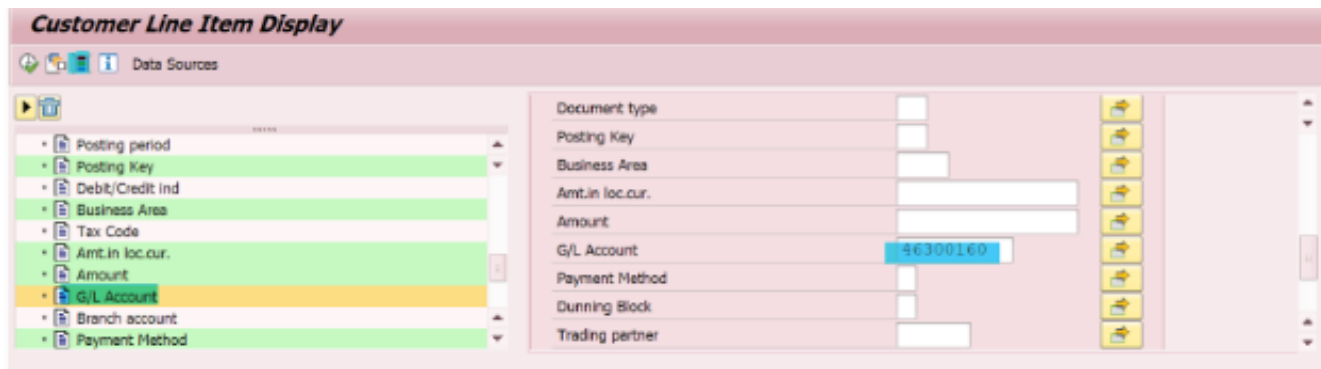 Customer Line Item Display
Data Sources
Posting period
Posting Key
Debit/Credit ind
Business Area
Tax Code
Amt.in loc.cur.
Amount
G/L Account
Branch account
Payment Method
Document type
Posting Key
Business Area
Amt.in loc.cur.
Amount
G/L Account 46300160
Payment Method
Dunning Block
Trading partner